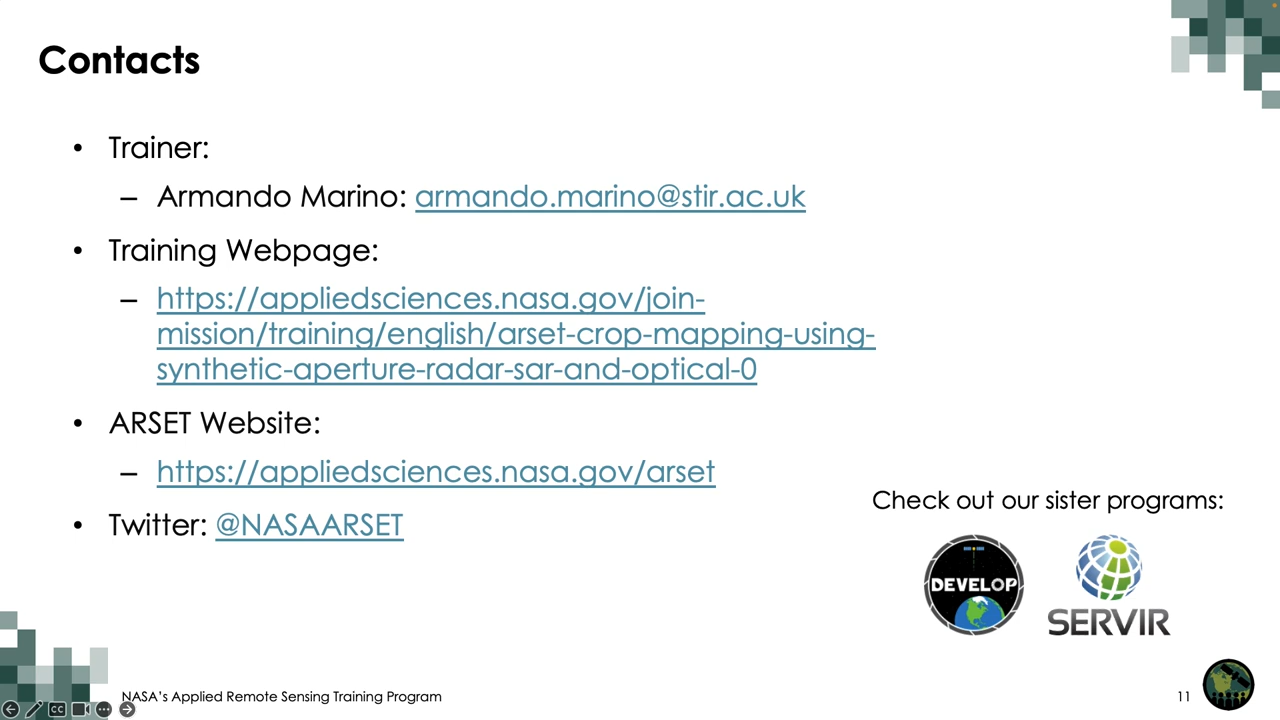 Contacts
• Trainer:
– Armando Marino: armando.marino@stir.ac.uk
• Training Webpage:
– https://appliedsciences.nasa.gov/join-
mission/training/english/arset-crop-mapping-using-
synthetic-aperture-radar-sar-and-optical-0
• ARSET Website:
– https://appliedsciences.nasa.gov/arset
• Twitter: @NASAARSET
Check out our sister programs:
DEVELOP
SERVIR
NASA's Applied Remote Sensing Training Program
11
CC